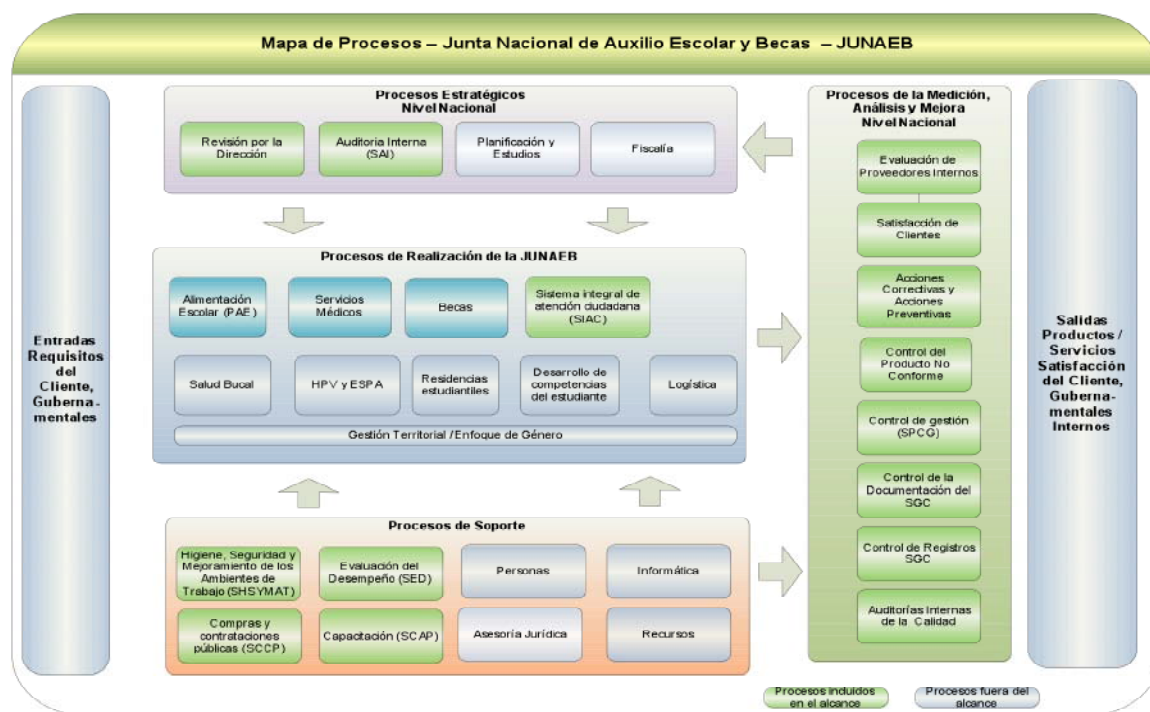 Mapa de Procesos – Junta Nacional de Auxilio Escolar y Becas – JUNAEB
Entradas
Requisitos
del
Cliente,
Guberna-
mentales
Procesos Estratégicos
Nivel Nacional
Revisión por la
Dirección
Auditoria Interna
(SAI)
Planificación y
Estudios
Fiscalía
Procesos de Realización de la JUNAEB
Alimentación
Escolar (PAE)
Servicios
Médicos
Becas
Sistema integral de
atención ciudadana
(SIAC)
Salud Bucal
HPV y ESPA
Residencias
estudiantiles
Desarrollo de
competencias
del estudiante
Logística
Gestión Territorial /Enfoque de Género
Procesos de Soporte
Higiene, Seguridad y
Mejoramiento de los
Ambientes de
Trabajo (SHSYMAT)
Evaluación del
Desempeño (SED)
Personas
Informática
Compras y
contrataciones
públicas (SCCP)
Capacitación (SCAP)
Asesoría Jurídica
Recursos
Procesos de la Medición,
Análisis y Mejora
Nivel Nacional
Evaluación de
Proveedores Internos
Satisfacción de
Clientes
Acciones
Correctivas y
Acciones
Preventivas
Control del
Producto No
Conforme
Control de gestión
(SPCG)
Control de la
Documentación del
SGC
Control de Registros
SGC
Auditorías Internas
de la Calidad
Salidas
Productos /
Servicios
Satisfacción
del Cliente,
Guberna-
mentales
Internos
Procesos incluidos
en el alcance
Procesos fuera del
alcance